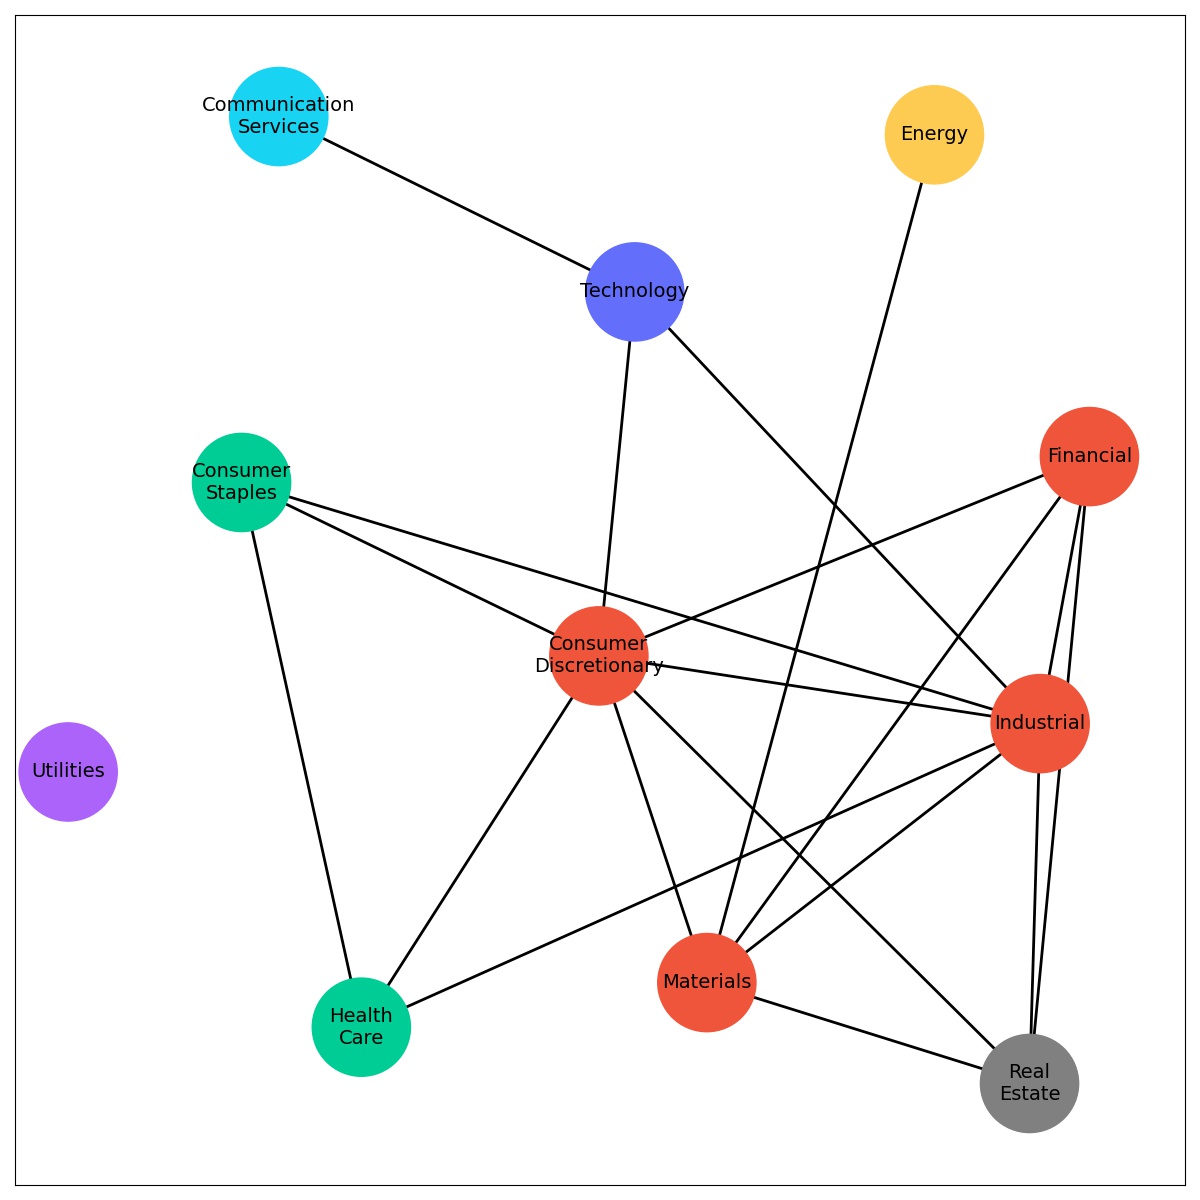 Communication
Services
Energy
Technology
Financial
Consumer
Staples
Consumer
Discretionary
Industrial
Utilities
Materials
Health
Care
Real
Estate